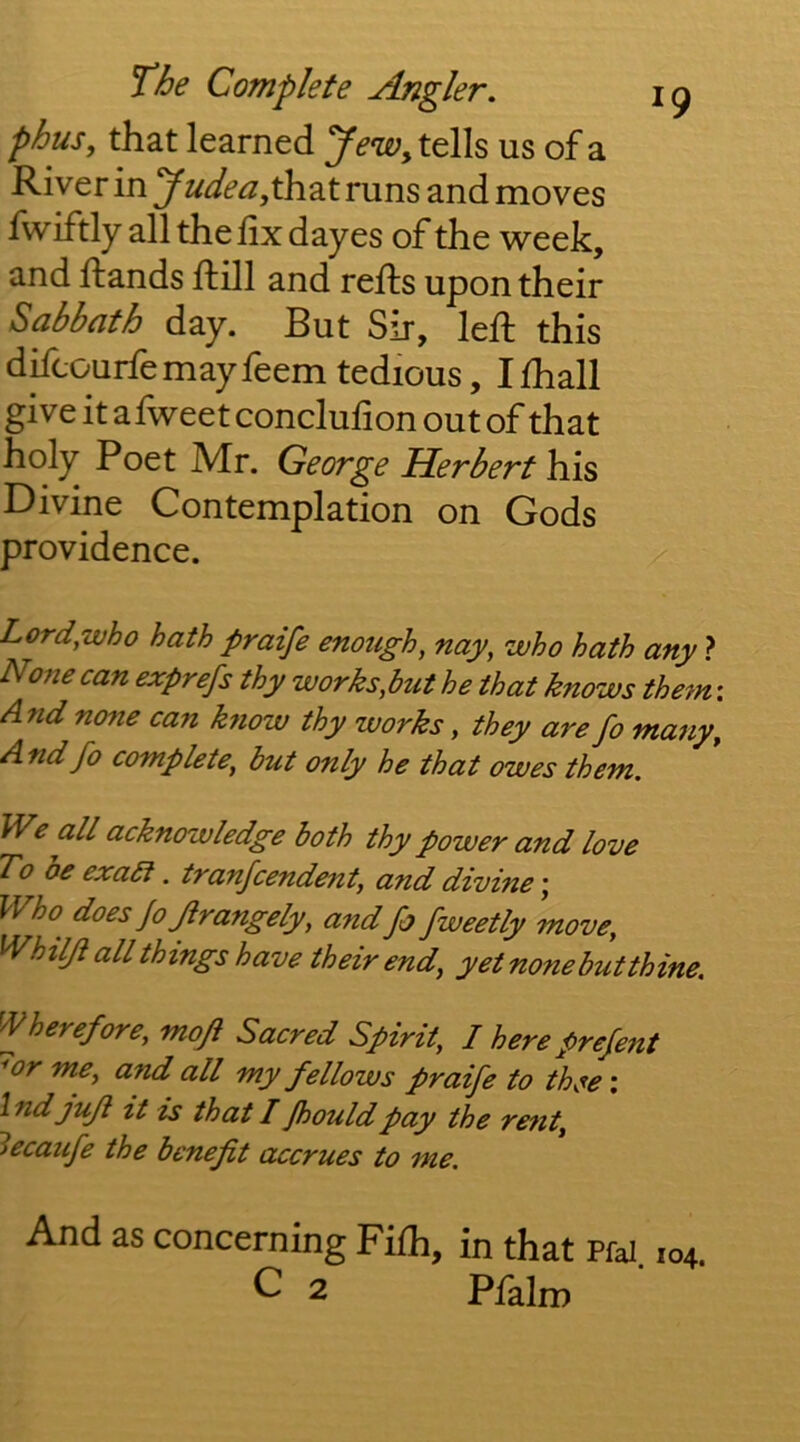 The Complete Angler. 19
phus, that learned Jew, tells us of a
River in Judea, that runs and moves
ſwiftly all the ſix dayes of the week,
and ſtands ſtill and reſts upon their
Sabbath day. But Sir, leſt this
diſcourſe may ſeem tedious, I ſhall
give it a ſweet concluſion out of that
holy Poet Mr. George Herbert his
Divine Contemplation on Gods
providence.
Lord, who hath praiſe enough, nay, who hath any?
None can expreſs thy works, but he that knows them:
And none can know thy works, they are ſo many,
And ſo complete, but only he that owes them.
We all acknowledge both thy power and love
To be exact. tranſcendent, and divine;
Who does ſo ſtrangely, and ſo ſweetly move,
Whilſt all things have their end, yet none but thine.
Wherefore, moſt Sacred Spirit, I here preſent
or me, and all my fellows praiſe to thee:
nd juſt it is that I ſhould pay the rent,
ecauſe the benefit accrues to me.
And as concerning Fiſh, in that Pſal. 104.
C 2 Pſalm